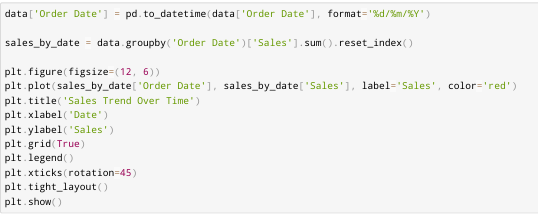 data['Order Date'] = pd.to_datetime(data['Order Date'], format='%d/%m/%Y')
sales_by_date = data.groupby('Order Date')['Sales'].sum().reset_index()
plt.figure(figsize=(12, 6))
plt.plot(sales_by_date['Order Date'], sales_by_date['Sales'], label='Sales', color='red')
plt.title('Sales Trend Over Time')
plt.xlabel('Date')
plt.ylabel('Sales')
plt.grid(True)
plt.legend()
plt.xticks(rotation=45)
plt.tight_layout()
plt.show()